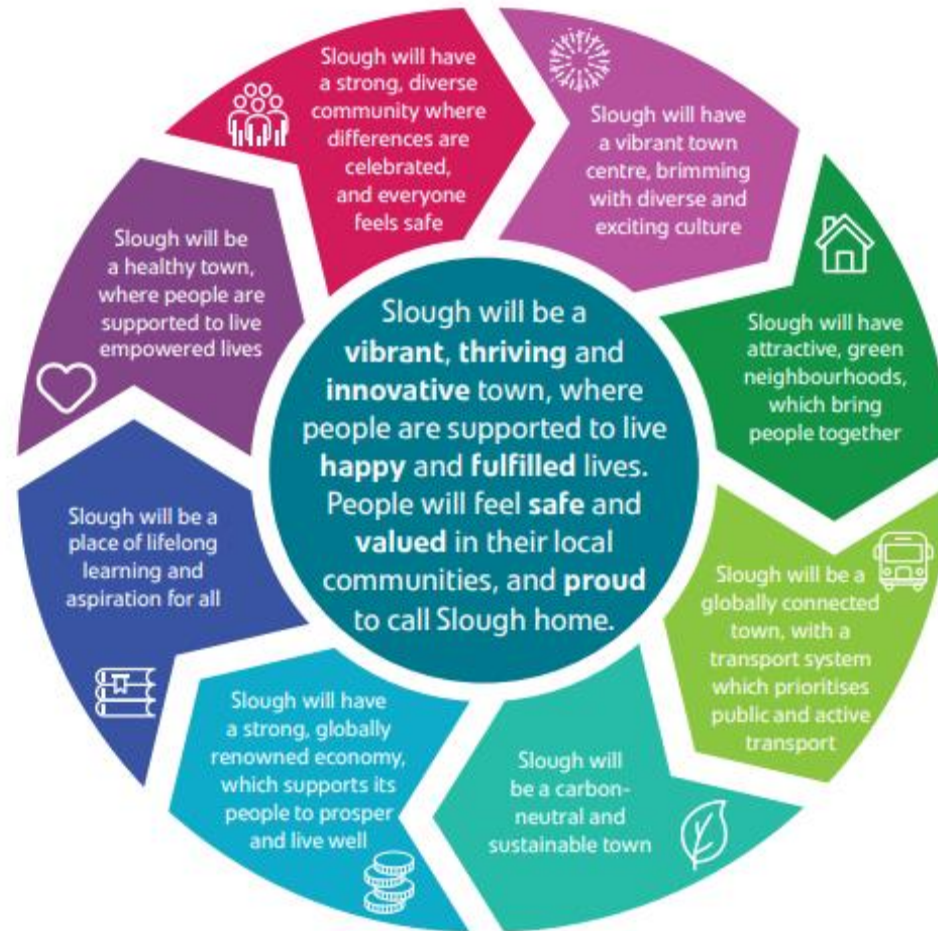 Slough will have
a strong, diverse
community where
differences are
celebrated,
and everyone
feels safe
Slough will have
a vibrant town
centre, brimming
with diverse and
exciting culture
Slough will have
attractive, green
neighbourhoods,
which bring
people together
Slough will be a
globally connected
town, with a
transport system
which prioritises
public and active
transport
Slough will
be a carbon-
neutral and
sustainable town
Slough will have
a strong, globally
renowned economy,
which supports its
people to prosper
and live well
Slough will be a
place of lifelong
learning and
aspiration for all
Slough will be
a healthy town,
where people are
supported to live
empowered lives
Slough will be a
vibrant, thriving and
innovative town, where
people are supported to live
happy and fulfilled lives.
People will feel safe and
valued in their local
communities, and proud
to call Slough home.